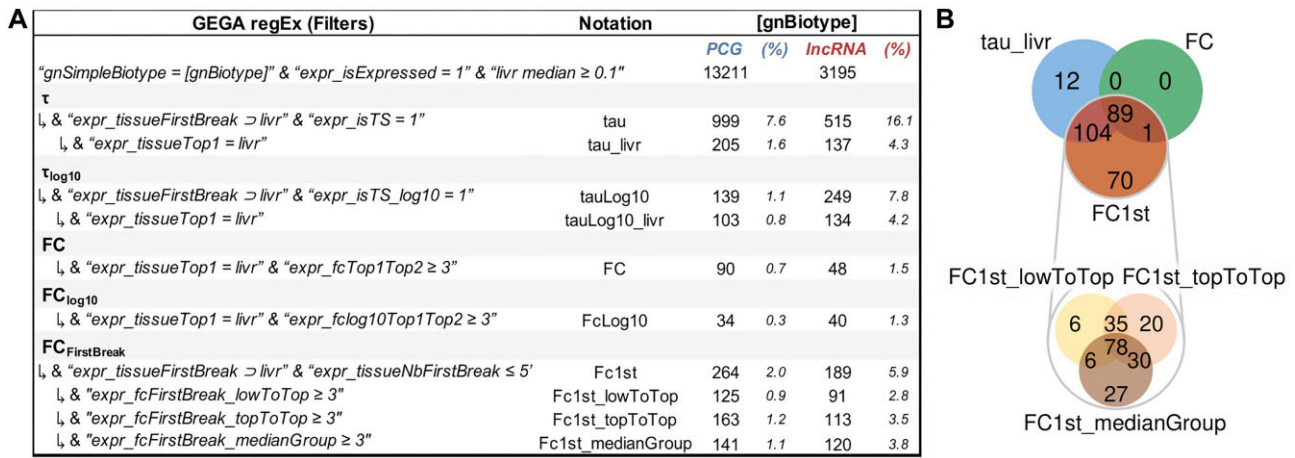 A
GEGA regEx (Filters) Notation [gnBiotype]
PCG (%) lncRNA (%)
“gnSimpleBiotype = [gnBiotype]” & “expr_isExpressed = 1” & “livr median ≥ 0.1" 13211 3195
τ
↳ & “expr_tissueFirstBreak ⊃ livr” & “expr_isTS = 1” tau 999 7.6 515 16.1
↳ & “expr_tissueTop1 = livr” tau_livr 205 1.6 137 4.3
τlog10
↳ & “expr_tissueFirstBreak ⊃ livr” & “expr_isTS_log10 = 1” tauLog10 139 1.1 249 7.8
↳ & “expr_tissueTop1 = livr” tauLog10_livr 103 0.8 134 4.2
FC
↳ & “expr_tissueTop1 = livr” & “expr_fcTop1Top2 ≥ 3” FC 90 0.7 48 1.5
FClog10
↳ & “expr_tissueTop1 = livr” & “expr_fclog10Top1Top2 ≥ 3” FcLog10 34 0.3 40 1.3
FCFirstBreak
↳ & “expr_tissueFirstBreak ⊃ livr” & “expr_tissueNbFirstBreak ≤ 5’ Fc1st 264 2.0 189 5.9
↳ & "expr_fcFirstBreak_lowToTop ≥ 3" Fc1st_lowToTop 125 0.9 91 2.8
↳ & "expr_fcFirstBreak_topToTop ≥ 3" Fc1st_topToTop 163 1.2 113 3.5
↳ & "expr_fcFirstBreak_medianGroup ≥ 3" Fc1st_medianGroup 141 1.1 120 3.8
B
tau_livr FC
12 0 0
89
104 1
70
FC1st
FC1st_lowToTop FC1st_topToTop
6 35 20
78
6 30
27
FC1st_medianGroup